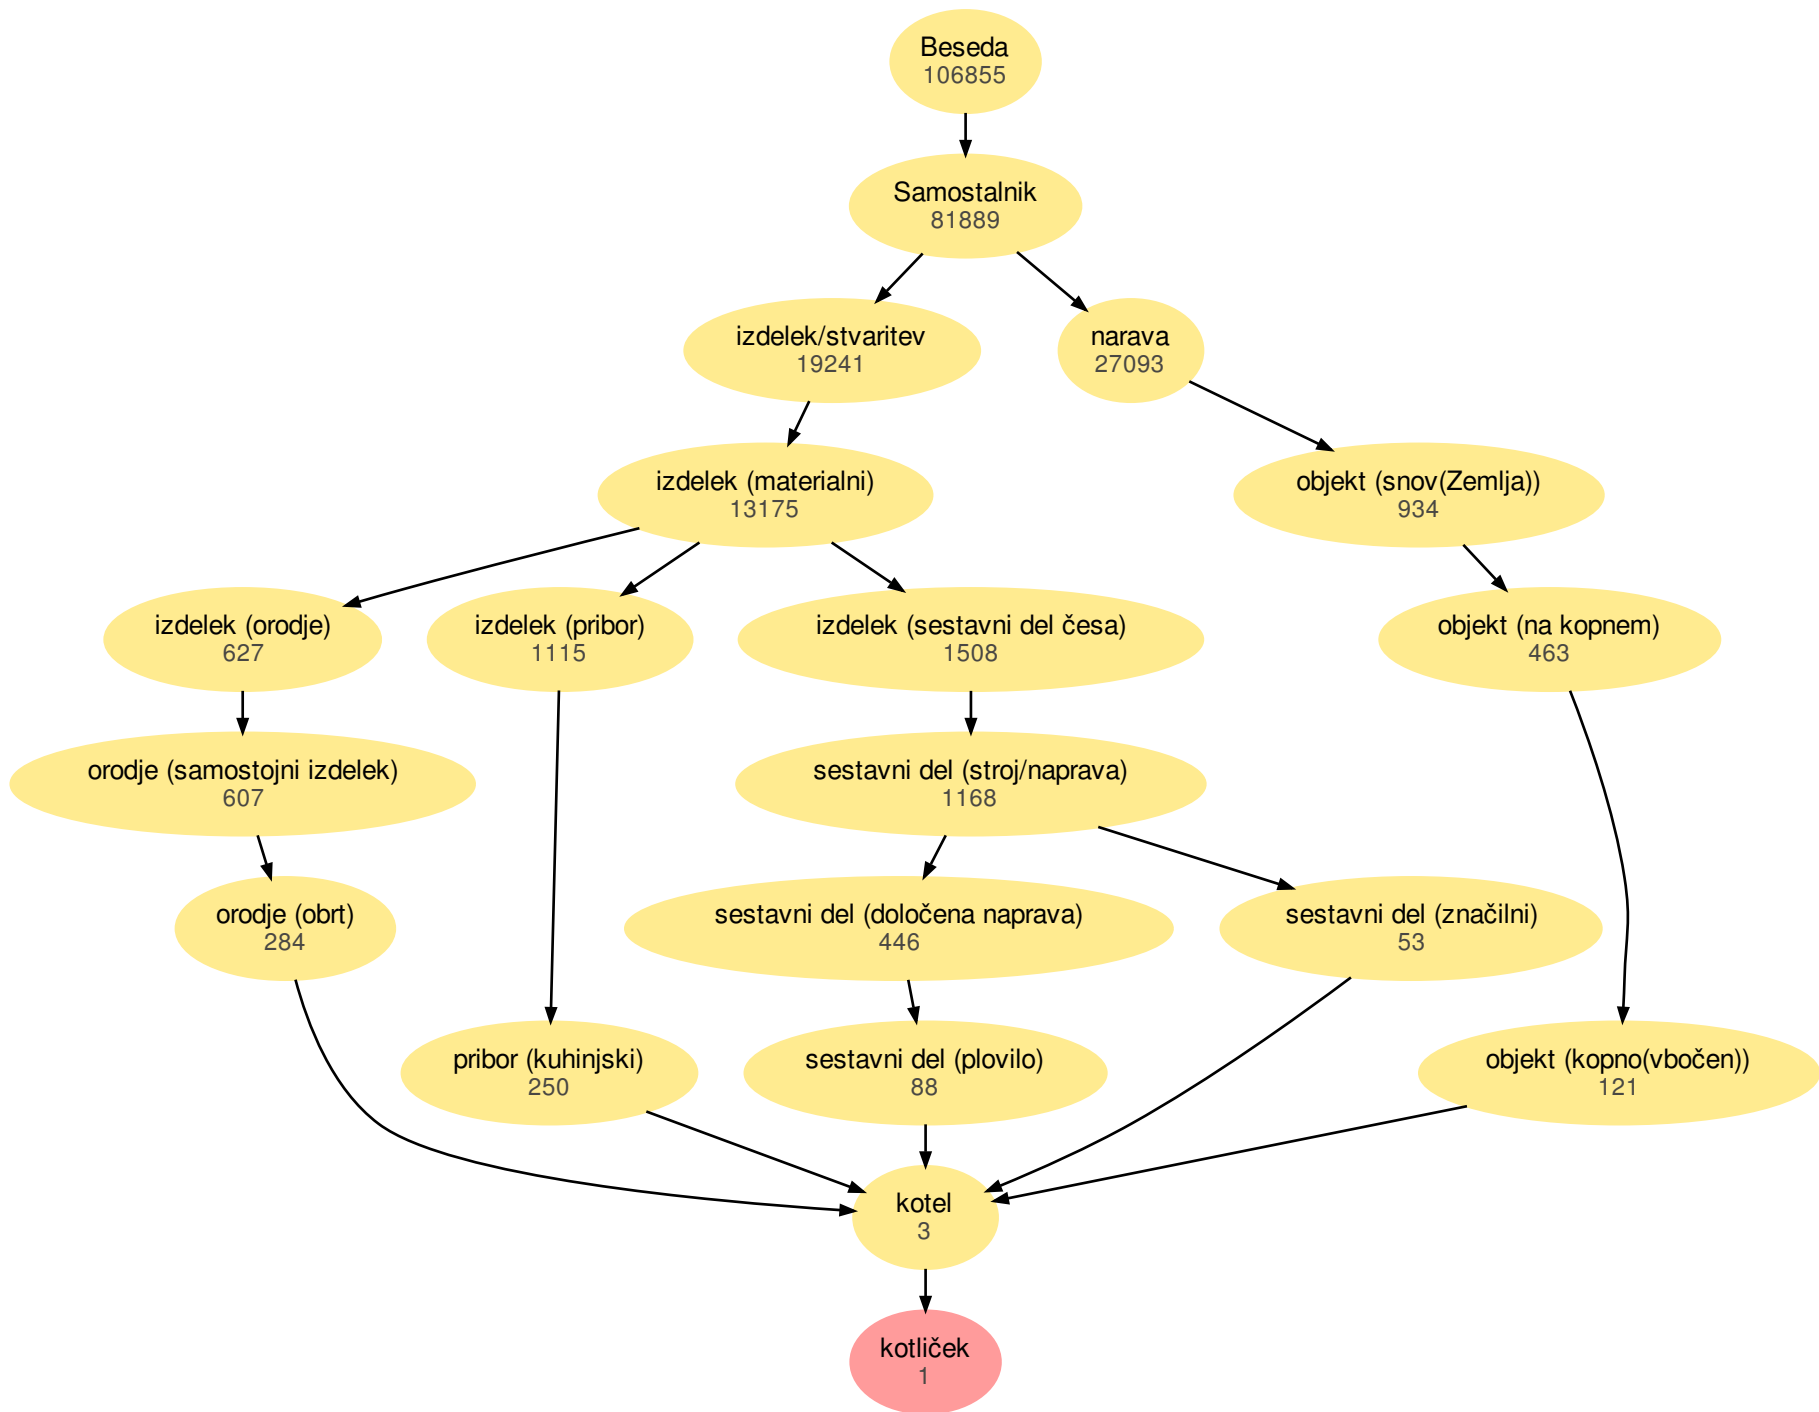 Beseda
106855
Samostalnik
81889
izdelek/stvaritev
19241
narava
27093
izdelek (materialni)
13175
objekt (snov(Zemlja))
934
izdelek (orodje)
627
izdelek (pribor)
1115
izdelek (sestavni del česa)
1508
objekt (na kopnem)
463
orodje (samostojni izdelek)
607
sestavni del (stroj/naprava)
1168
orodje (obrt)
284
sestavni del (določena naprava)
446
sestavni del (značilni)
53
pribor (kuhinjski)
250
sestavni del (plovilo)
88
objekt (kopno(vbočen))
121
kotel
3
kotliček
1